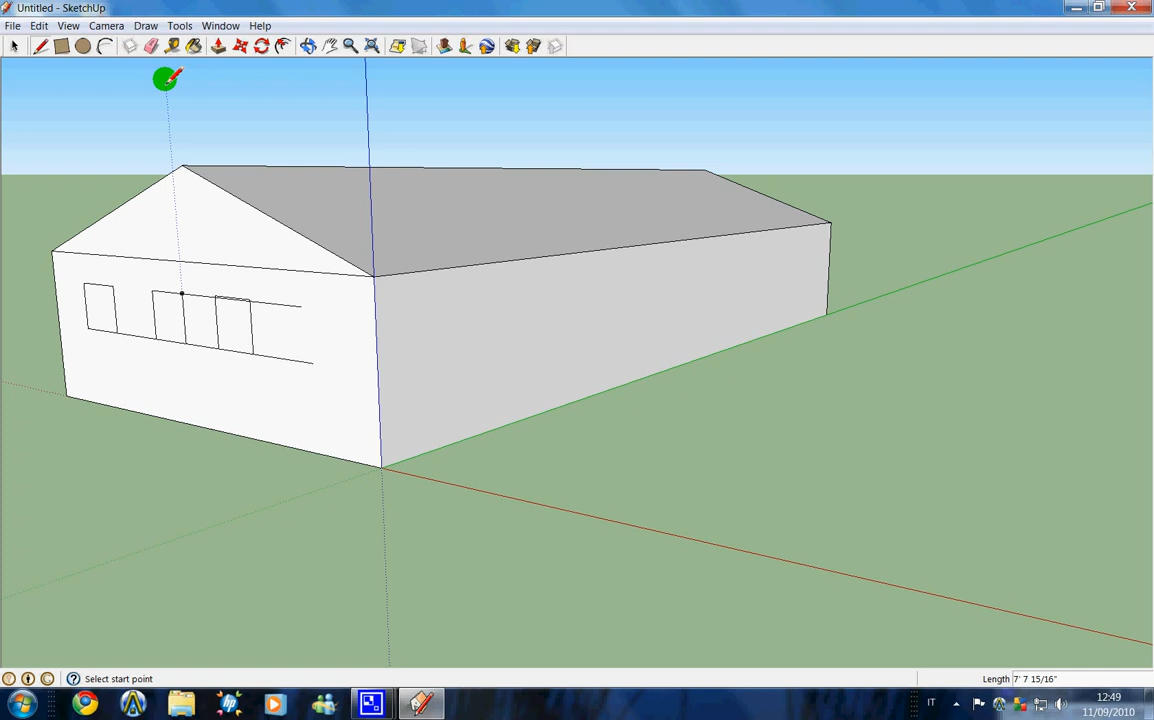 Untitled - SketchUp
File Edit View Camera Draw Tools Window Help
Select start point
Length 7' 7 15/16"
hp
IT
12:49
11/09/2010